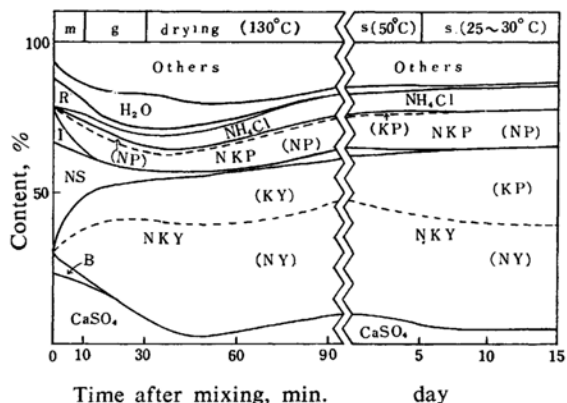 m g drying (130°C) s(50°C) s.(25~30°C)
100
Others Others
R H₂O NH₄Cl
NH₄Cl
I (NP) NKP (NP) (KP) NKP (NP)
50
NS (KY) (KP)
NKY NKY
(NY) (NY)
B
CaSO₄ CaSO₄
Content, %
0 10 30 60 90 5 10 15
Time after mixing, min. day